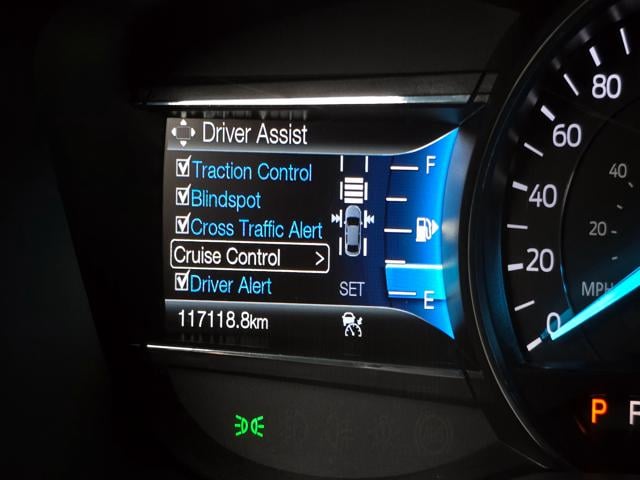 Driver Assist
Traction Control
Blindspot
Cross Traffic Alert
Cruise Control >
Driver Alert
117118.8km
SET
F
E
80
60
40
20
0
40
20
MPH
P